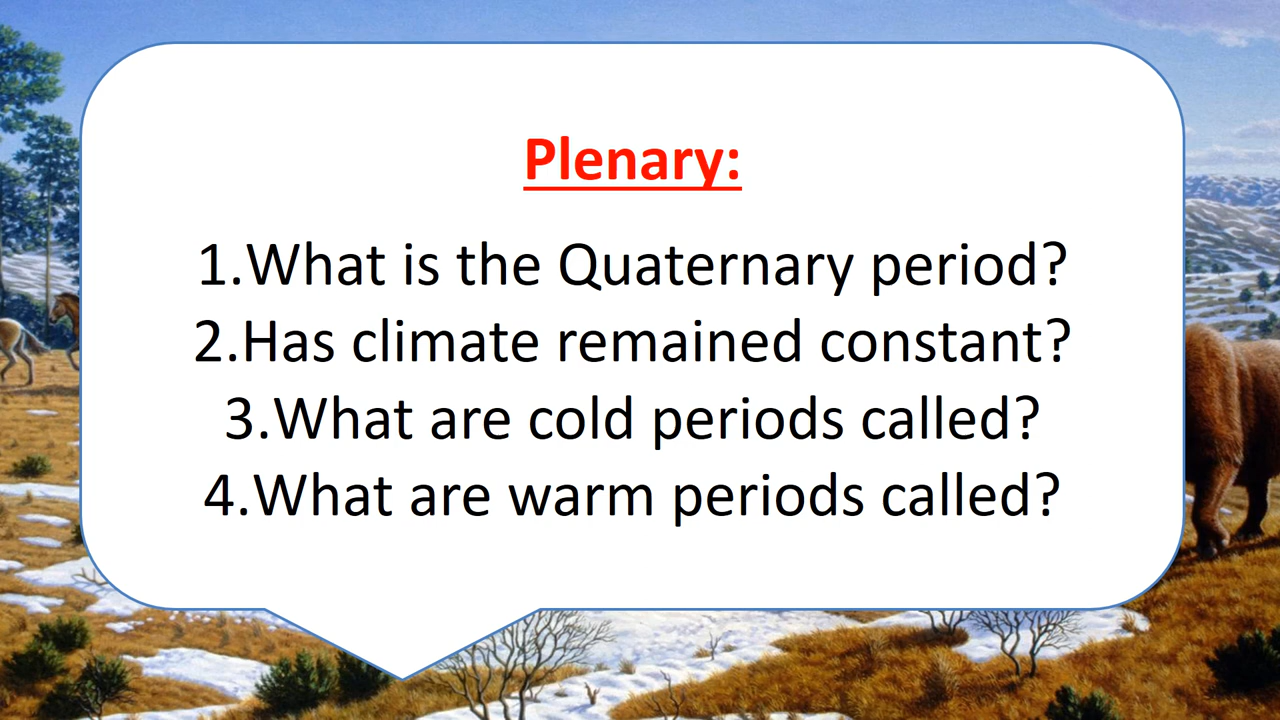 Plenary:
1.What is the Quaternary period?
2.Has climate remained constant?
3.What are cold periods called?
4.What are warm periods called?